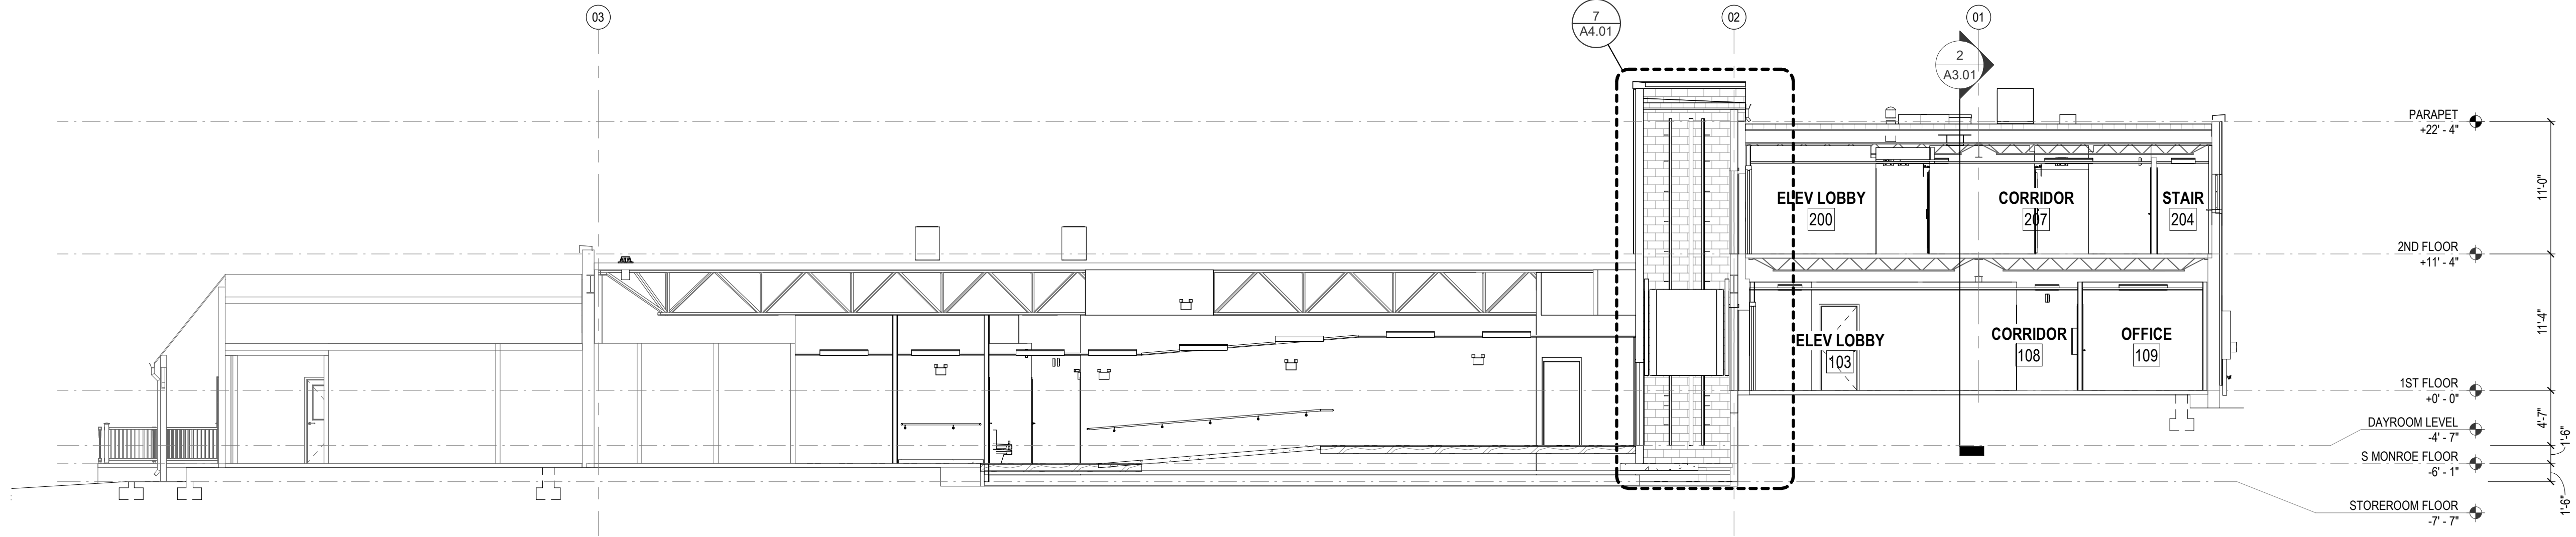 03
7
A4.01
02
01
2
A3.01
PARAPET
+22' - 4"
11'-0"
ELEV LOBBY
200
CORRIDOR
207
STAIR
204
2ND FLOOR
+11' - 4"
11'-4"
ELEV LOBBY
103
CORRIDOR
108
OFFICE
109
1ST FLOOR
+0' - 0"
4'-7"
DAYROOM LEVEL
-4' - 7"
1'-6"
S MONROE FLOOR
-6' - 1"
1'-6"
STOREROOM FLOOR
-7' - 7"